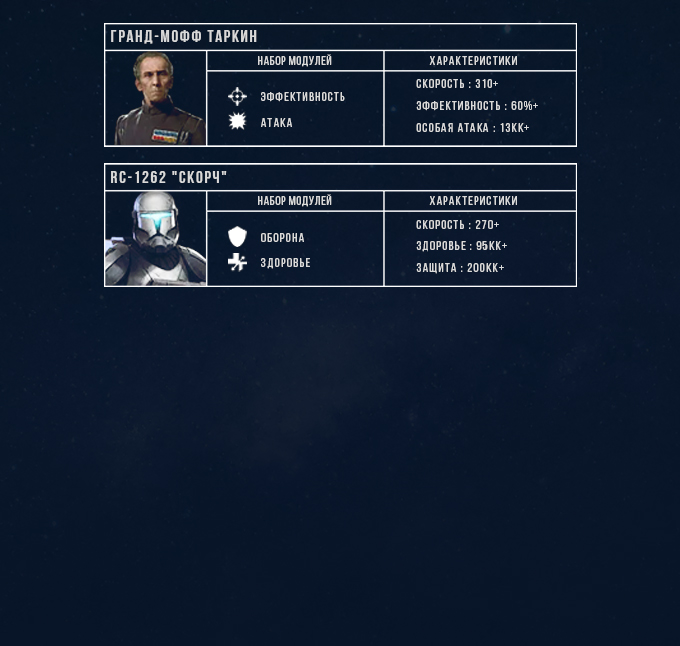 ГРАНД-МОФФ ТАРКИН
НАБОР МОДУЛЕЙ
ЭФФЕКТИВНОСТЬ
АТАКА
ХАРАКТЕРИСТИКИ
СКОРОСТЬ : 310+
ЭФФЕКТИВНОСТЬ : 60%+
ОСОБАЯ АТАКА : 13КК+
RC-1262 "СКОРЧ"
НАБОР МОДУЛЕЙ
ОБОРОНА
ЗДОРОВЬЕ
ХАРАКТЕРИСТИКИ
СКОРОСТЬ : 270+
ЗДОРОВЬЕ : 95КК+
ЗАЩИТА : 200КК+